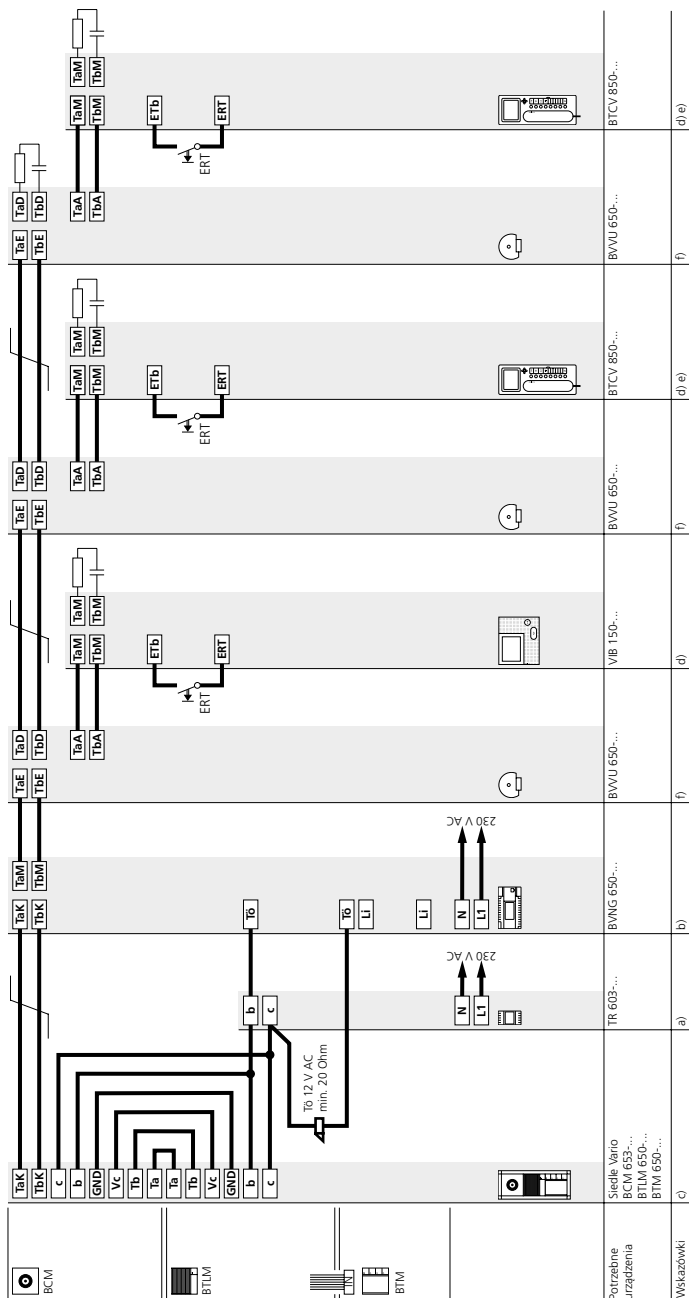 TaK TaK TaM TaE TaD TaE TaD TaE TaD
TbK TbK TbM TbE TbD TbE TbD TbE TbD
BCM
c
b TaA TaM TaM TaA TaM TaM TaA TaM TaM
GND TbA TbM TbM TbA TbM TbM TbA TbM TbM
Vc
Tb
Ta ETb ETb ETb
Ta
Tb
BTLM
ERT ERT ERT
Vc
ERT ERT ERT
GND
b b Tö
c c
Tö 12 V AC
min. 20 Ohm
IN
Tö
Li
BTM
Li
230 V AC 230 V AC
N N
L1 L1
Potrzebne
urządzenia
Siedle Vario
BCM 653-...
BTLM 650-...
BTM 650-...
TR 603-...
BVNG 650-...
BVVU 650-...
VIB 150-...
BVVU 650-...
BTCV 850-...
BVVU 650-...
BTCV 850-...
Wskazówki c) a) b) f) d) f) d) e) f) d) e)